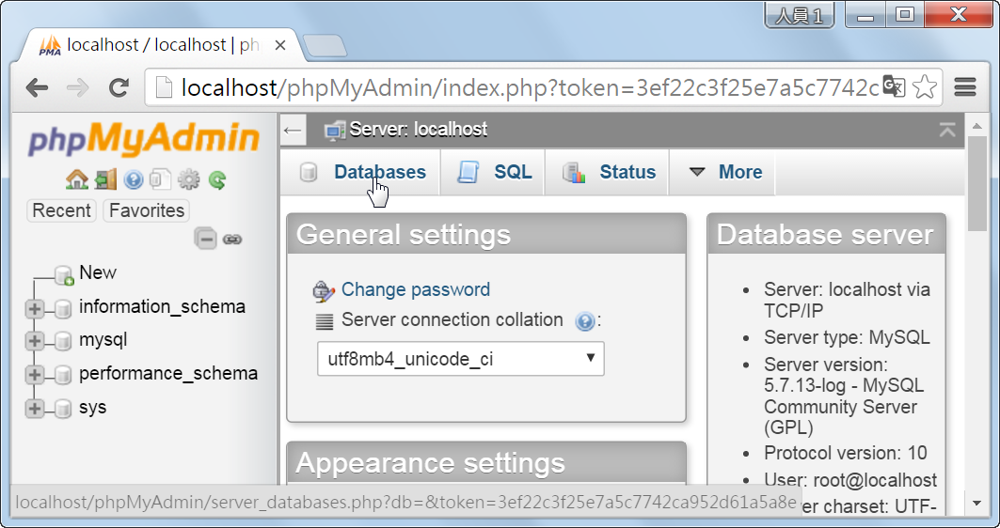 人員 1
localhost / localhost | ph
localhost/phpMyAdmin/index.php?token=3ef22c3f25e7a5c7742c
phpMyAdmin
Recent Favorites
New
information_schema
mysql
performance_schema
sys
Server: localhost
Databases SQL Status More
General settings
Change password
Server connection collation :
utf8mb4_unicode_ci
Appearance settings
Database server
Server: localhost via
TCP/IP
Server type: MySQL
Server version:
5.7.13-log - MySQL
Community Server
(GPL)
Protocol version: 10
User: root@localhost
er charset: UTF-
localhost/phpMyAdmin/server_databases.php?db=&token=3ef22c3f25e7a5c7742ca952d61a5a8e